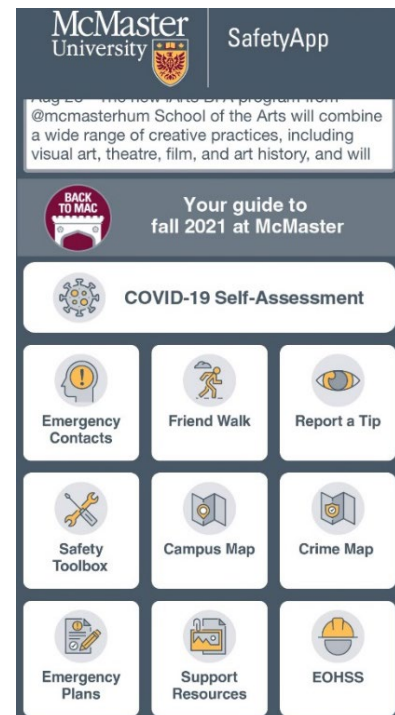 McMaster
University
SafetyApp
@mcmasterhum School of the Arts will combine
a wide range of creative practices, including
visual art, theatre, film, and art history, and will
BACK
TO MAC
Your guide to
fall 2021 at McMaster
COVID-19 Self-Assessment
Emergency
Contacts
Friend Walk
Report a Tip
Safety
Toolbox
Campus Map
Crime Map
Emergency
Plans
Support
Resources
EOHSS